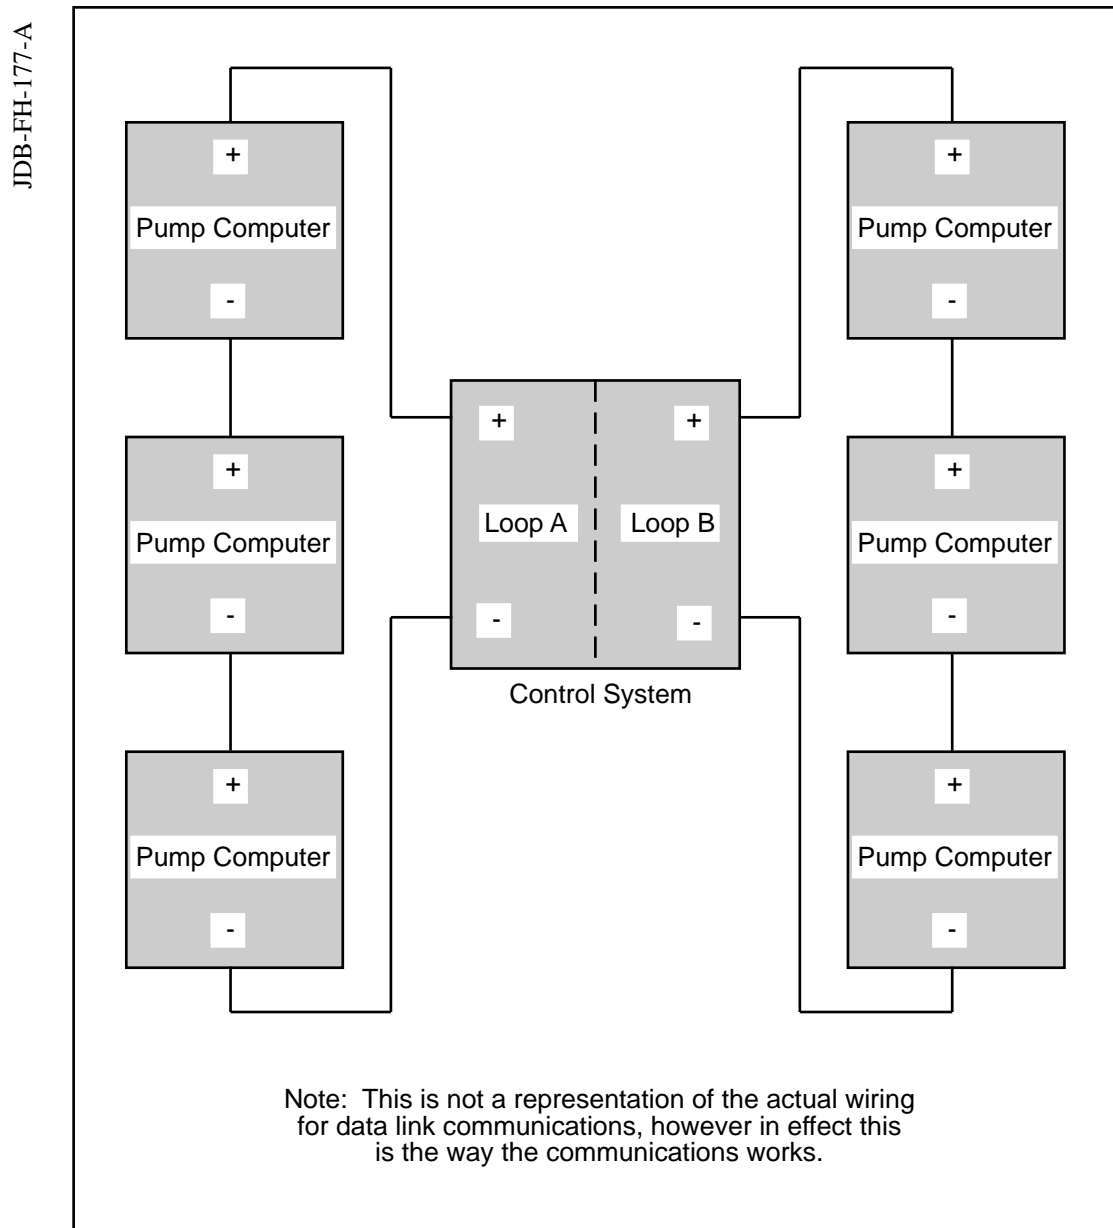 JDB-FH-177-A
+
Pump Computer
-
+
Pump Computer
-
+
Pump Computer
-
+
+
Loop A
Loop B
-
-
Control System
+
Pump Computer
-
+
Pump Computer
-
+
Pump Computer
-
Note: This is not a representation of the actual wiring
for data link communications, however in effect this
is the way the communications works.